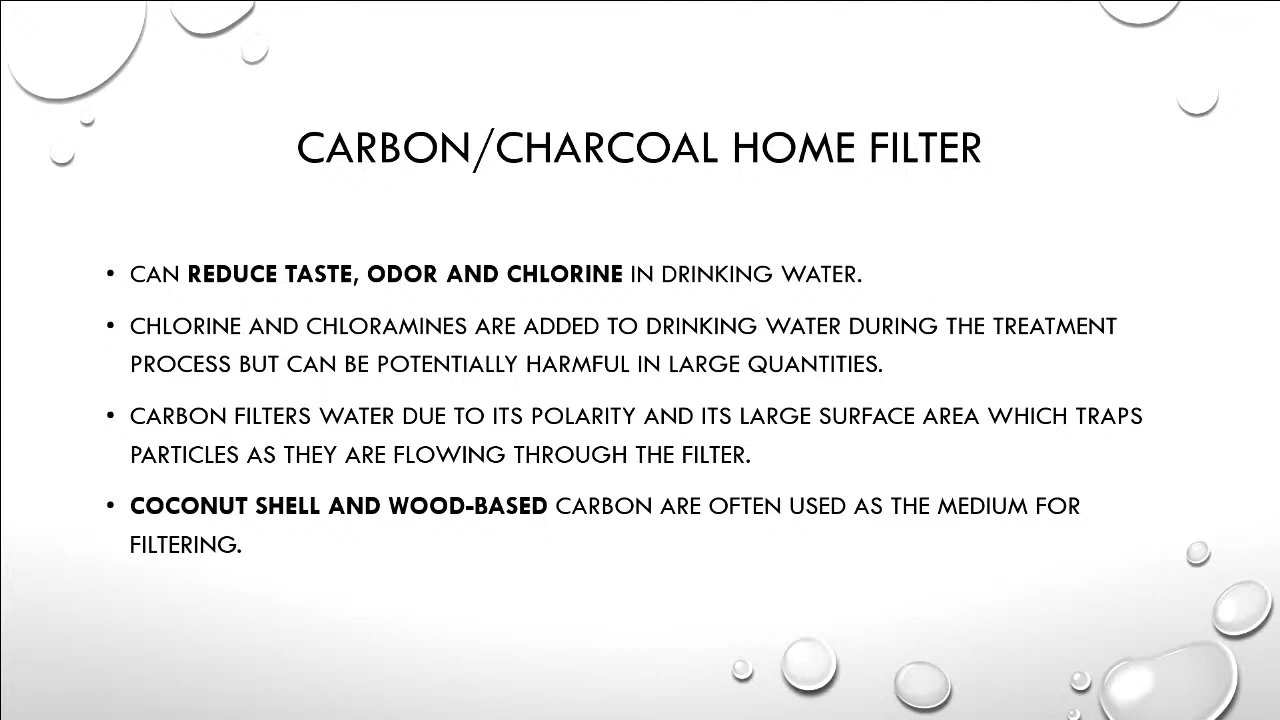 CARBON/CHARCOAL HOME FILTER
• CAN REDUCE TASTE, ODOR AND CHLORINE IN DRINKING WATER.
• CHLORINE AND CHLORAMINES ARE ADDED TO DRINKING WATER DURING THE TREATMENT
PROCESS BUT CAN BE POTENTIALLY HARMFUL IN LARGE QUANTITIES.
• CARBON FILTERS WATER DUE TO ITS POLARITY AND ITS LARGE SURFACE AREA WHICH TRAPS
PARTICLES AS THEY ARE FLOWING THROUGH THE FILTER.
• COCONUT SHELL AND WOOD-BASED CARBON ARE OFTEN USED AS THE MEDIUM FOR
FILTERING.